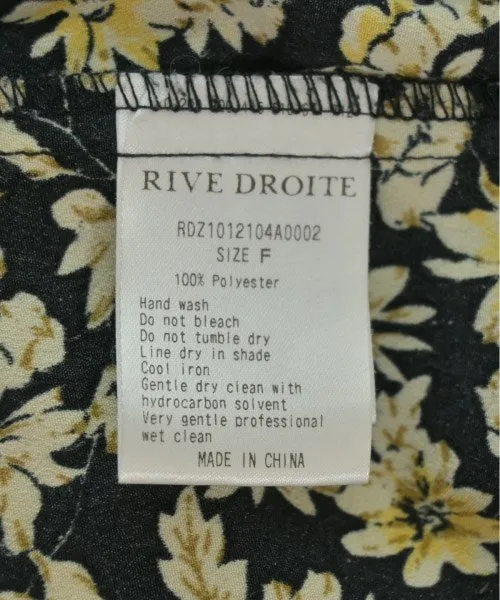 RIVE DROITE
RDZ1012104A0002
SIZE F
100% Polyester
Hand wash
Do not bleach
Do not tumble dry
Line dry in shade
Cool iron
Gentle dry clean with
hydrocarbon solvent
Very gentle professional
wet clean
MADE IN CHINA